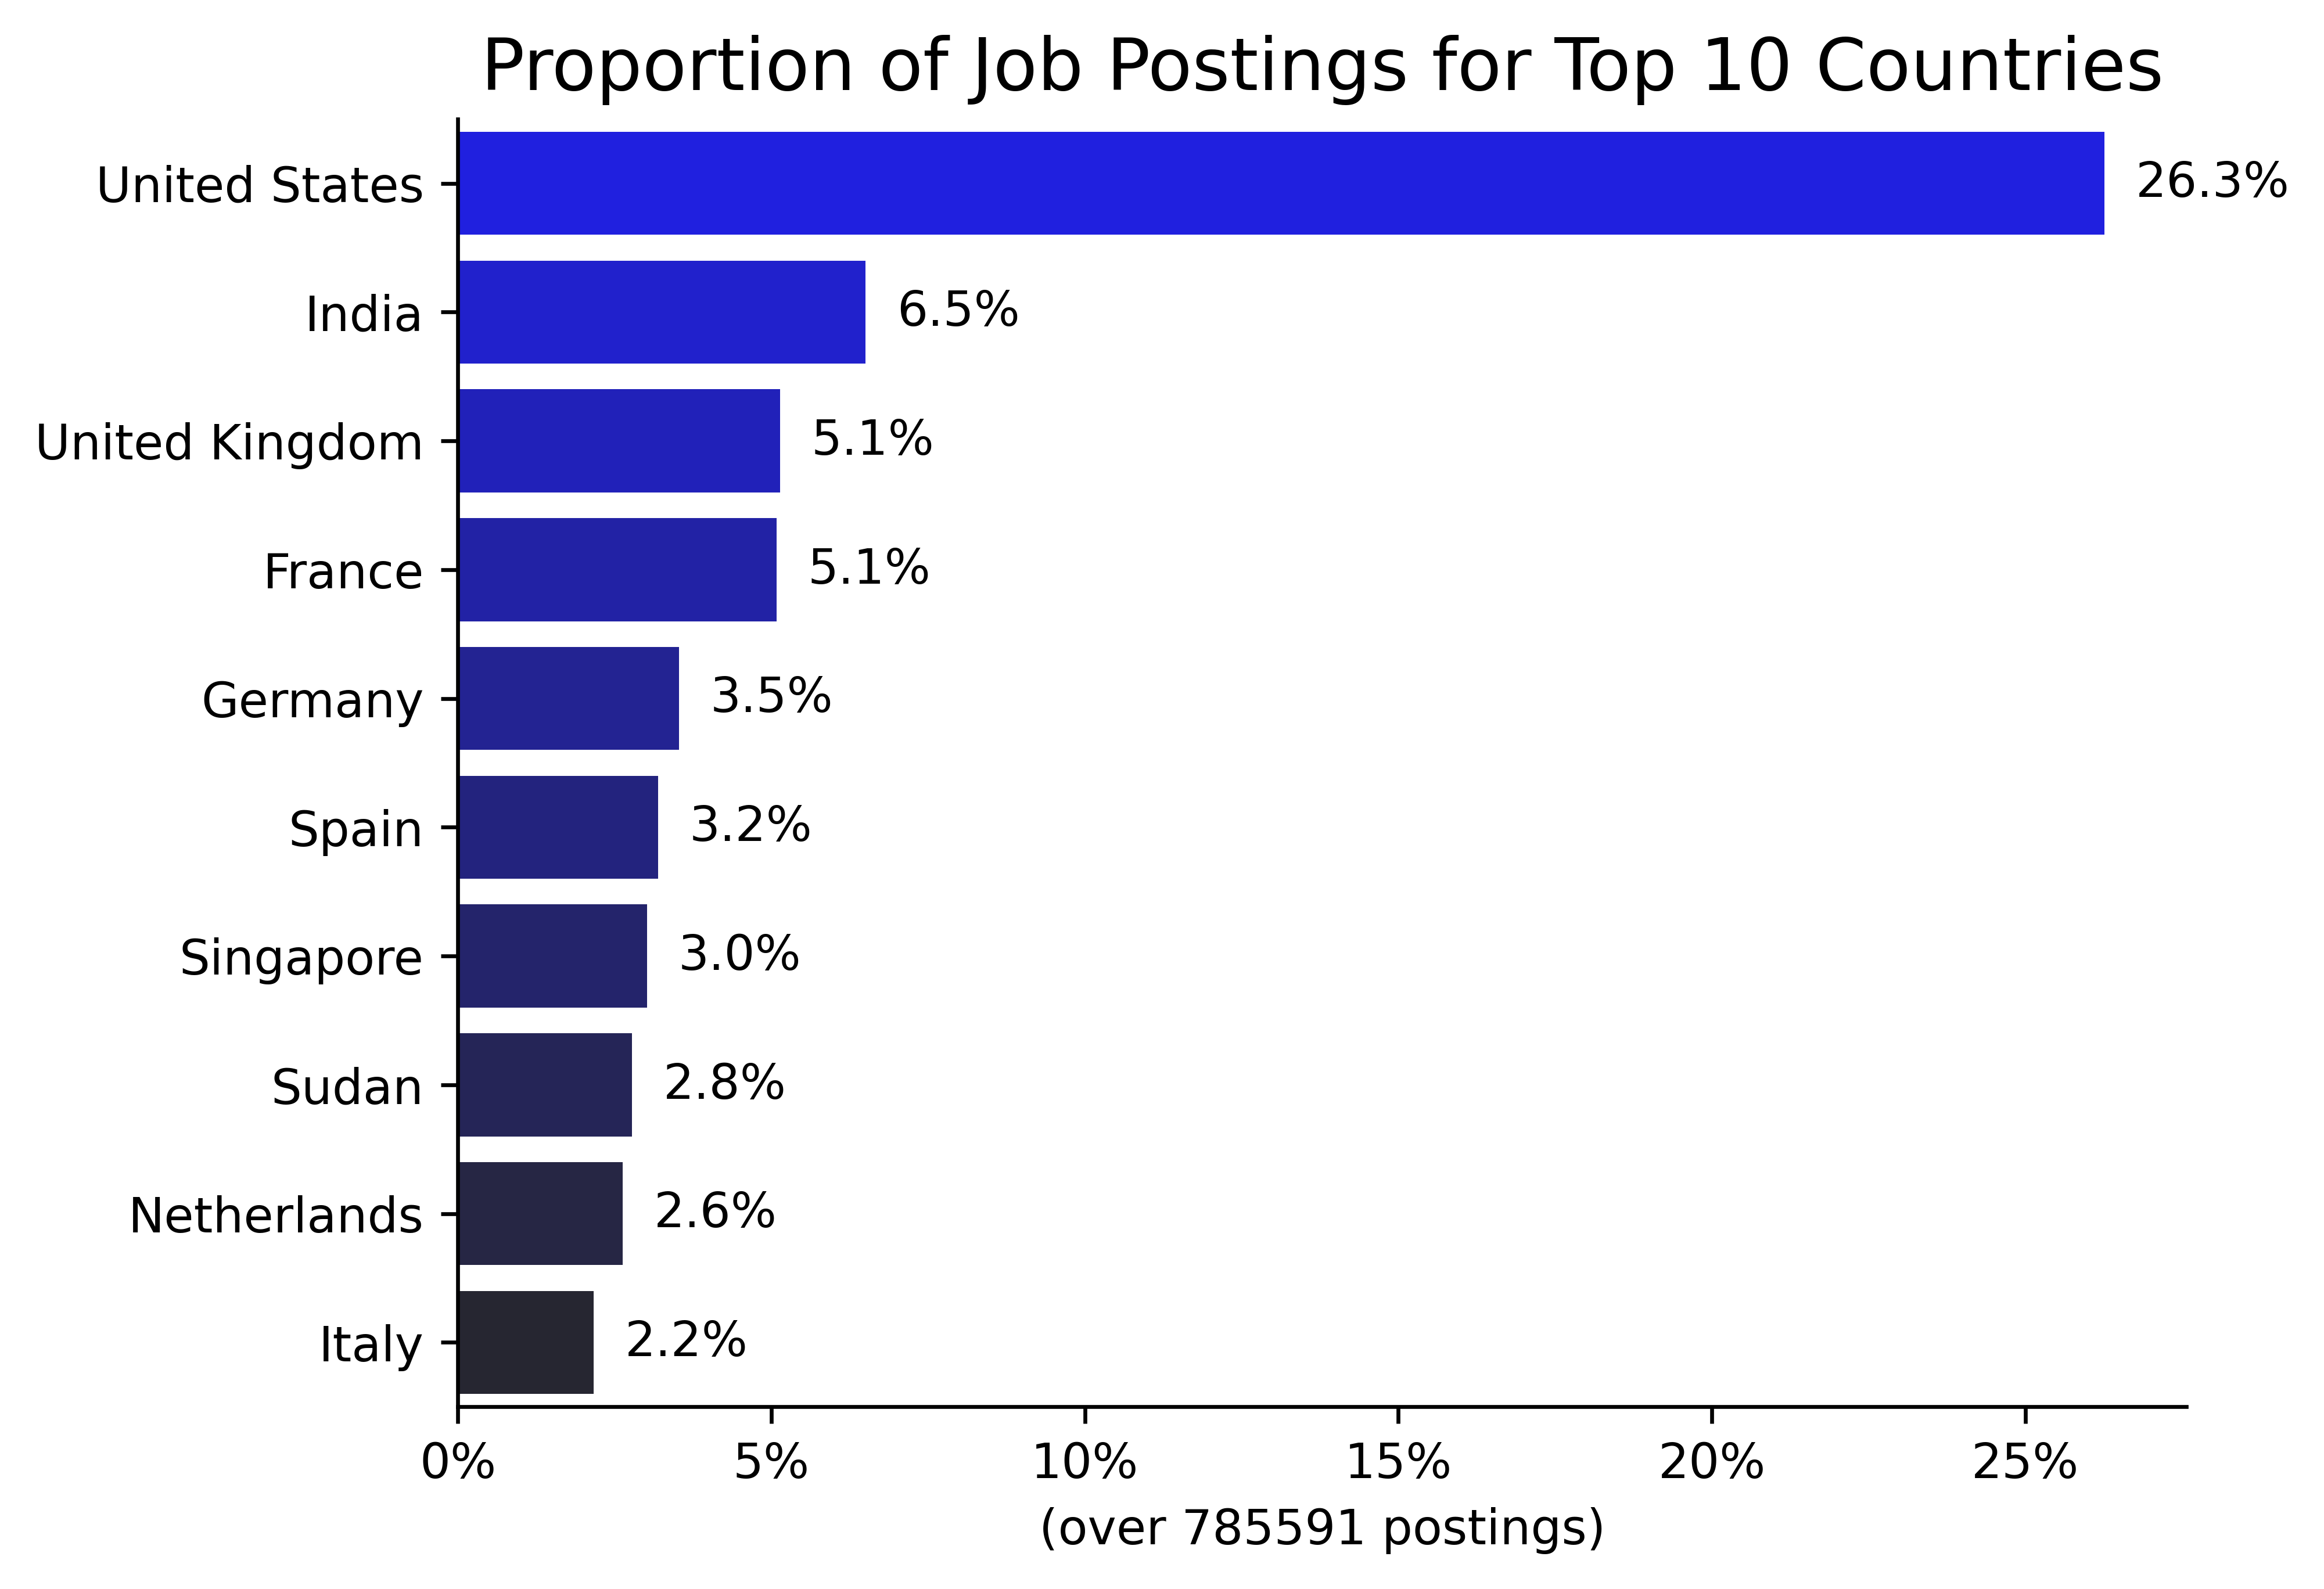 Proportion of Job Postings for Top 10 Countries
United States 26.3%
India 6.5%
United Kingdom 5.1%
France 5.1%
Germany 3.5%
Spain 3.2%
Singapore 3.0%
Sudan 2.8%
Netherlands 2.6%
Italy 2.2%
0% 5% 10% 15% 20% 25%
(over 785591 postings)